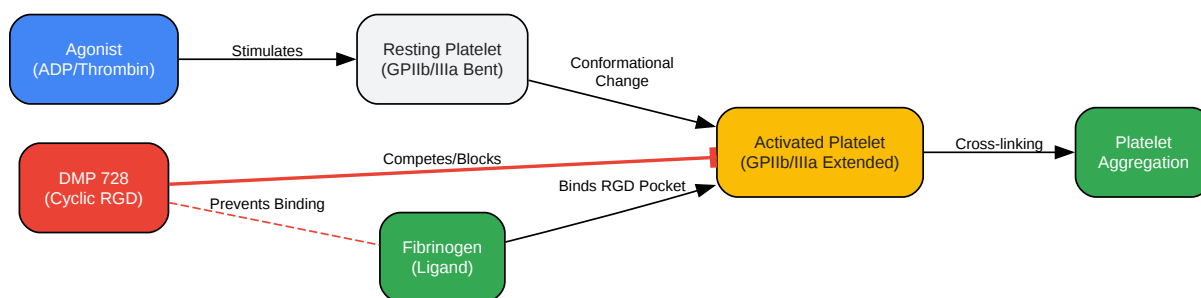 Agonist
(ADP/Thrombin)
Stimulates
Resting Platelet
(GPIIb/IIIa Bent)
Conformational
Change
DMP 728
(Cyclic RGD)
Competes/Blocks
Prevents Binding
Fibrinogen
(Ligand)
Binds RGD Pocket
Activated Platelet
(GPIIb/IIIa Extended)
Cross-linking
Platelet
Aggregation